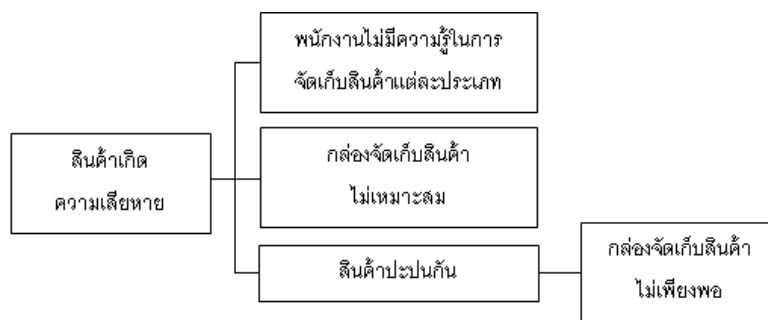 พนักงานไม่มีความรู้ในการ
จัดเก็บสินค้าแต่ละประเภท
สินค้าเกิด
ความเสียหาย
กล่องจัดเก็บสินค้า
ไม่เหมาะสม
สินค้าปะปนกัน
กล่องจัดเก็บสินค้า
ไม่เพียงพอ